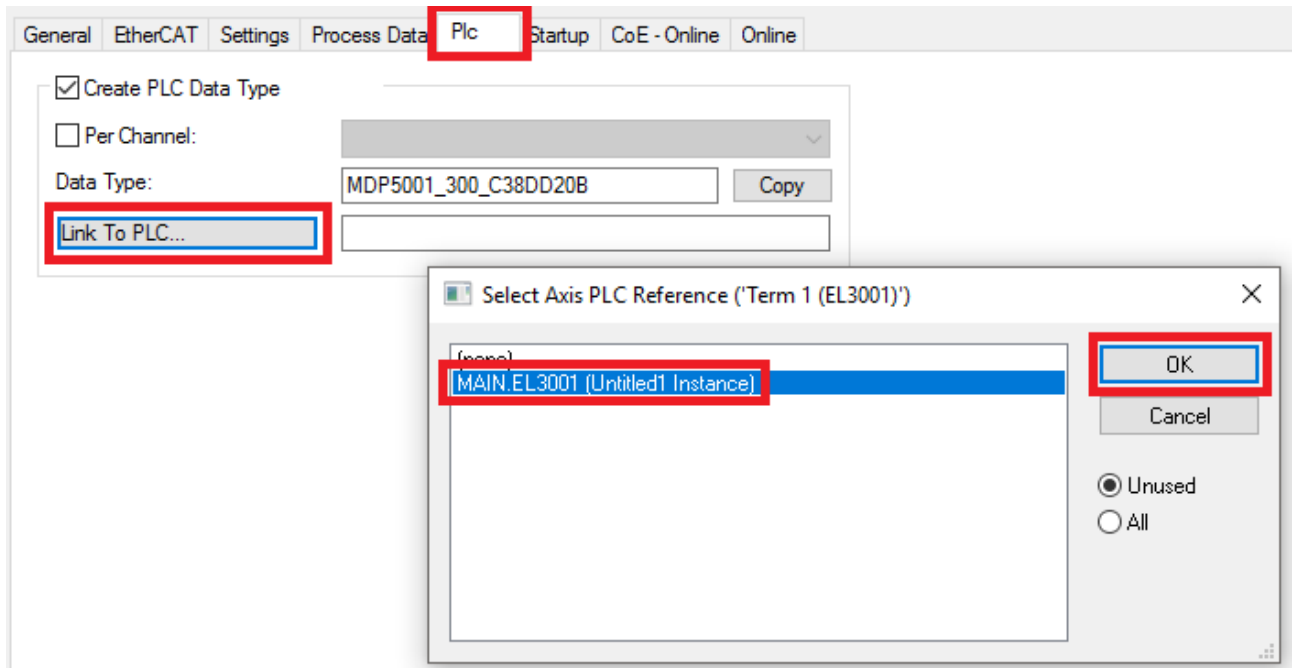 General EtherCAT Settings Process Data Plc Startup CoE - Online Online
Create PLC Data Type
Per Channel:
Data Type: MDP5001_300_C38DD20B Copy
Link To PLC...
Select Axis PLC Reference ('Term 1 (EL3001)')
(none)
MAIN.EL3001 (Untitled1 Instance)
OK
Cancel
Unused
All